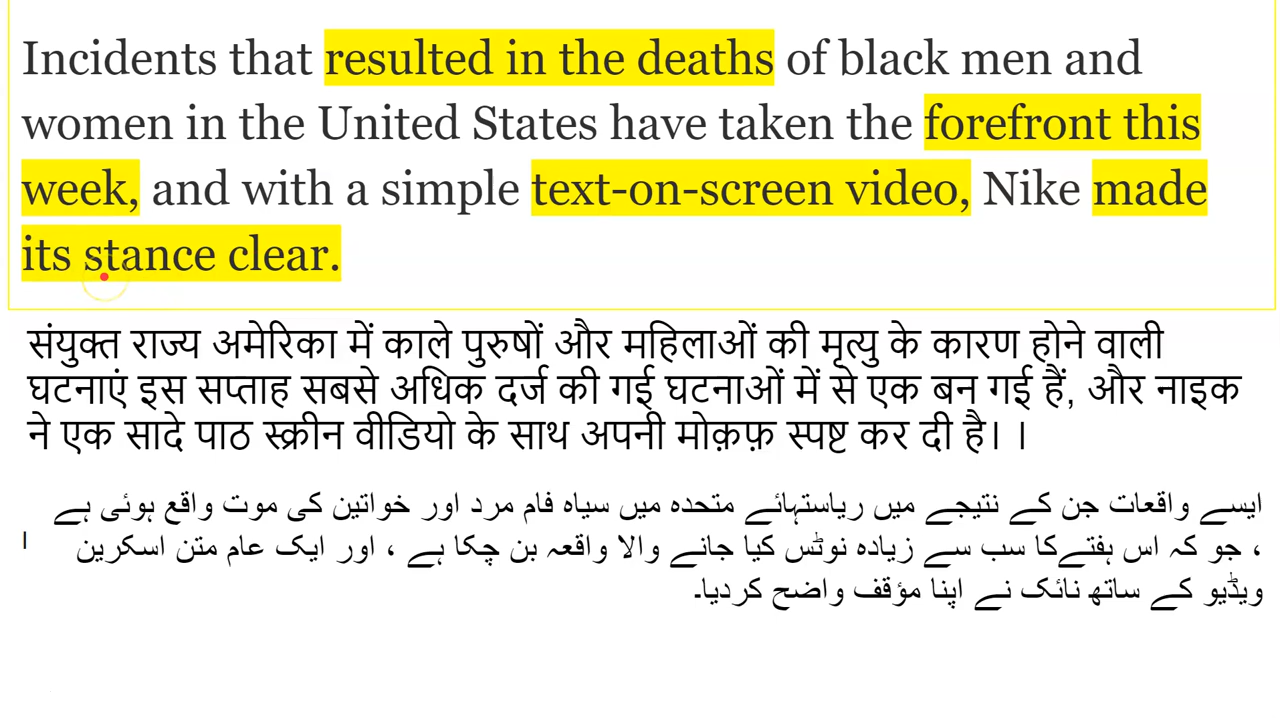 Incidents that resulted in the deaths of black men and
women in the United States have taken the forefront this
week, and with a simple text-on-screen video, Nike made
its stance clear.
संयुक्त राज्य अमेरिका में काले पुरुषों और महिलाओं की मृत्यु के कारण होने वाली
घटनाएं इस सप्ताह सबसे अधिक दर्ज की गई घटनाओं में से एक बन गई हैं, और नाइक
ने एक सादे पाठ स्क्रीन वीडियो के साथ अपनी मोक़फ़ स्पष्ट कर दी है। ।
ایسے واقعات جن کے نتیجے میں ریاستہائے متحدہ میں سیاہ فام مرد اور خواتین کی موت واقع ہوئی ہے
، جو کہ اس ہفتےکا سب سے زیادہ نوٹس کیا جانے والا واقعہ بن چکا ہے ، اور ایک عام متن اسکرین
ویڈیو کے ساتھ نائک نے اپنا مؤقف واضح کردیا۔